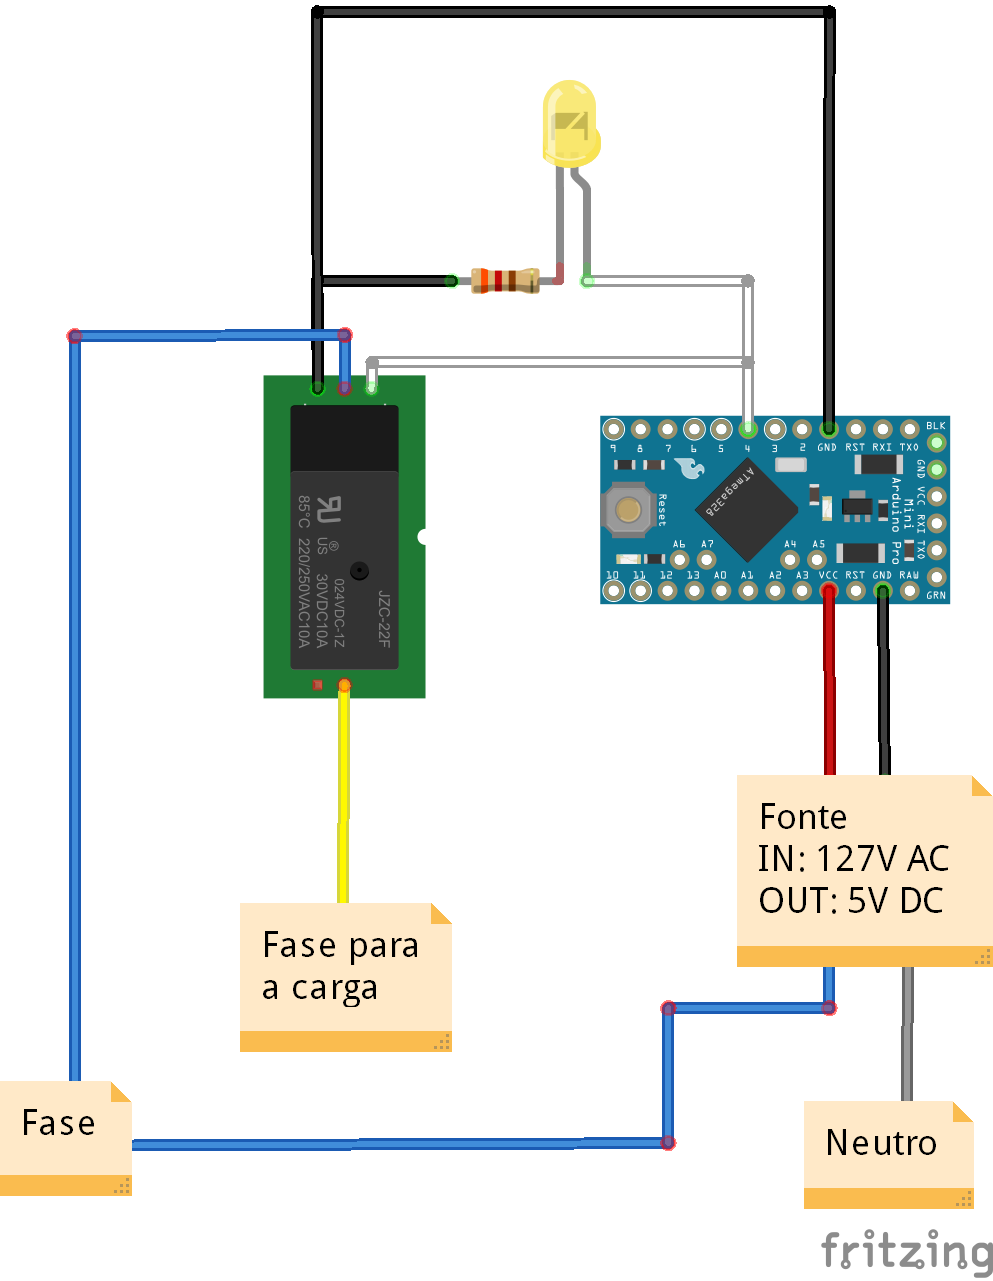 9 8 7 6 5 4 3 2 GND RST RXI TXO BLK
GND VCC RXI TXO GRN
ATmega328
Reset
Arduino Pro
Mini
A6 A7 A4 A5
10 11 12 13 A0 A1 A2 A3 VCC RST GND RAW
JZC-22F
024VDC-1Z
US ® 30VDC10A
85°C 220/250VAC10A
Fonte
IN: 127V AC
OUT: 5V DC
Fase para
a carga
Fase
Neutro
fritzing